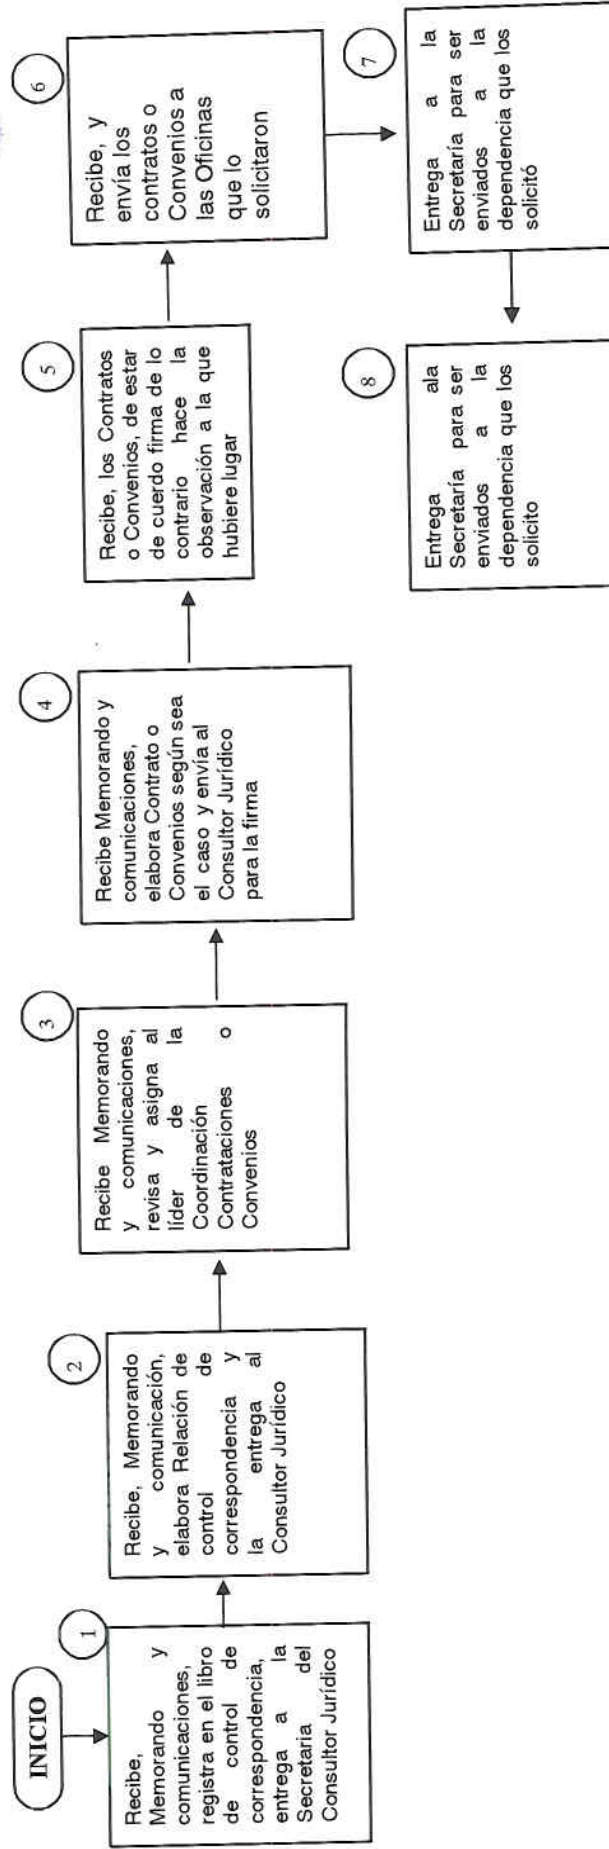 INICIO
1
Recibe,
Memorando y
comunicaciones,
registra en el libro
de control de
correspondencia,
entrega a la
Secretaria del
Consultor Jurídico
2
Recibe, Memorando
y comunicación,
elabora Relación de
control de
correspondencia y
la entrega al
Consultor Jurídico
3
Recibe Memorando
y comunicaciones,
revisa y asigna al
líder de la
Coordinación
Contrataciones o
Convenios
4
Recibe Memorando y
comunicaciones,
elabora Contrato o
Convenios según sea
el caso y envía al
Consultor Jurídico
para la firma
5
Recibe, los Contratos
o Convenios, de estar
de cuerdo firma de lo
contrario hace la
observación a la que
hubiere lugar
6
Recibe, y
envía los
contratos o
Convenios a
las Oficinas
que lo
solicitaron
7
Entrega a la
Secretaría para ser
enviados a la
dependencia que los
solicitó
8
Entrega ala
Secretaría para ser
enviados a la
dependencia que los
solicito